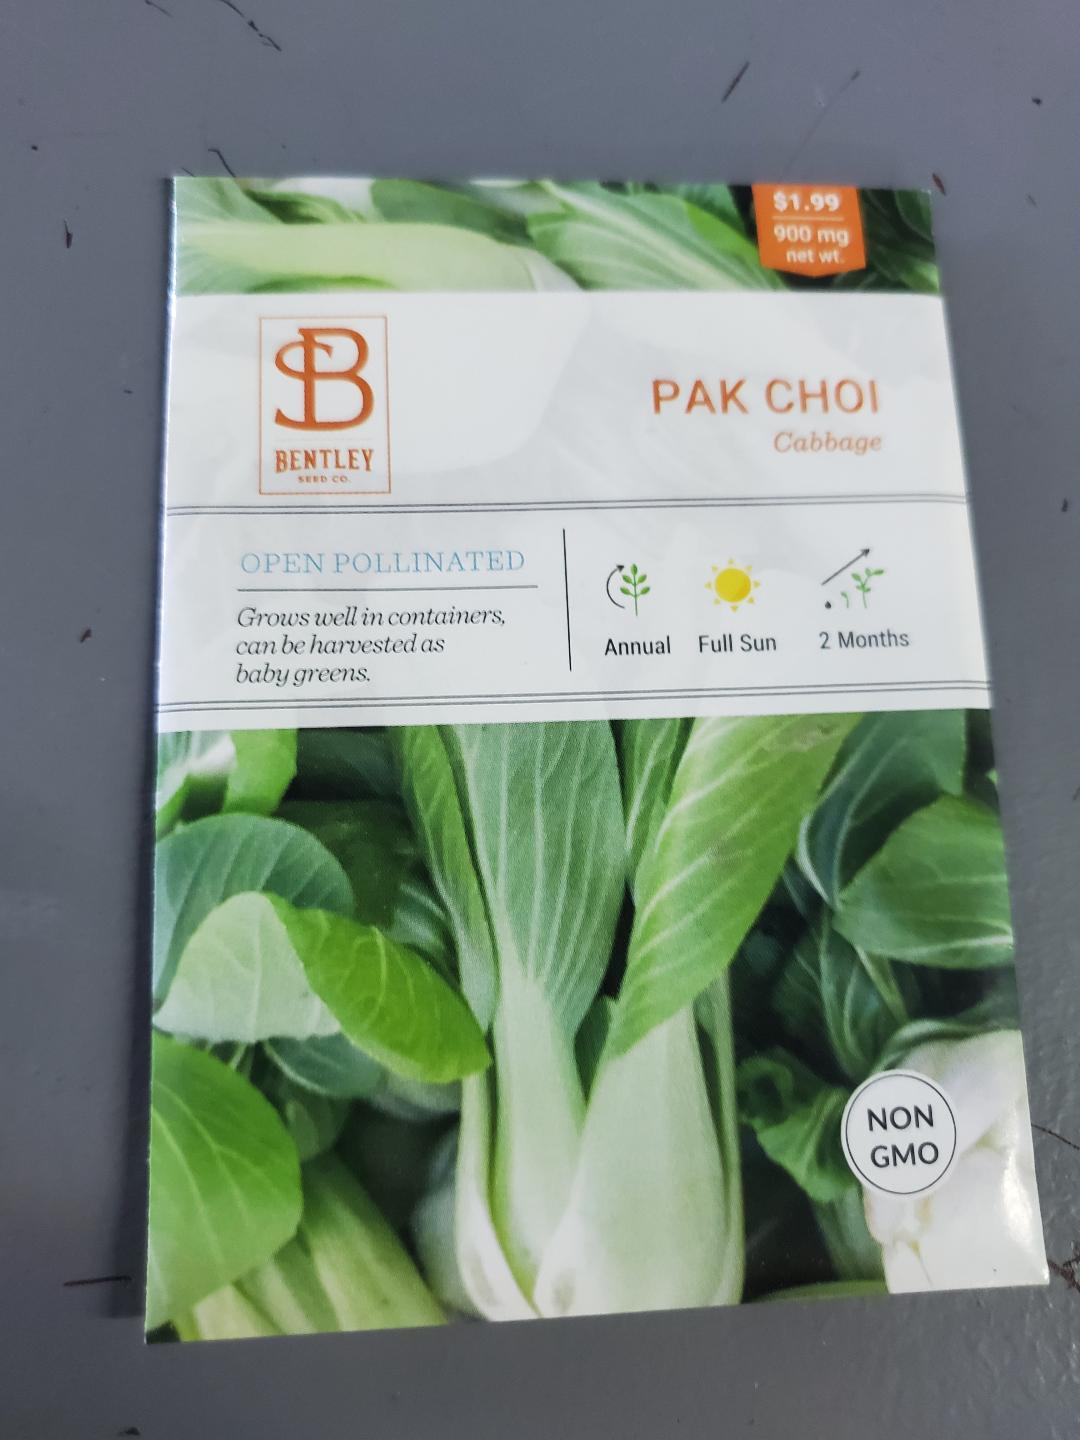 $1.99
900 mg
net wt.
SB
BENTLEY
SEED CO.
PAK CHOI
Cabbage
OPEN POLLINATED
Grows well in containers,
can be harvested as
baby greens.
Annual
Full Sun
2 Months
NON
GMO